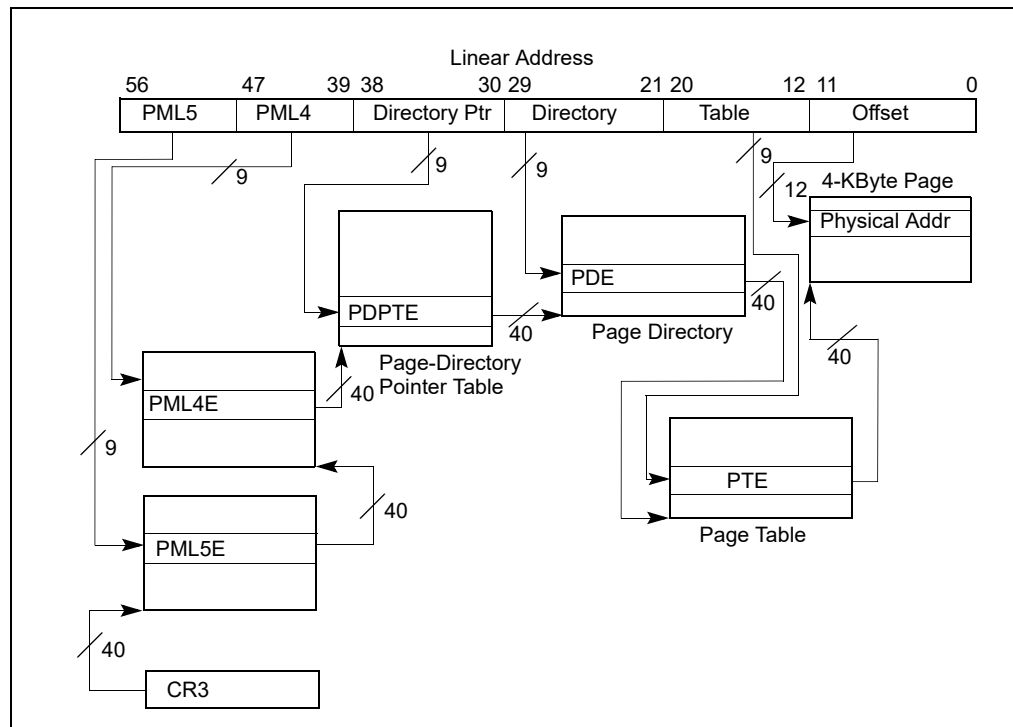 Linear Address
56 47 39 38 30 29 21 20 12 11 0
PML5 PML4 Directory Ptr Directory Table Offset
9 9 9 9
12 4-KByte Page
Physical Addr
PDE
40
PDPTE
40
Page Directory
40
Page-Directory
Pointer Table
PML4E
40
9
PTE
40
Page Table
PML5E
40
CR3